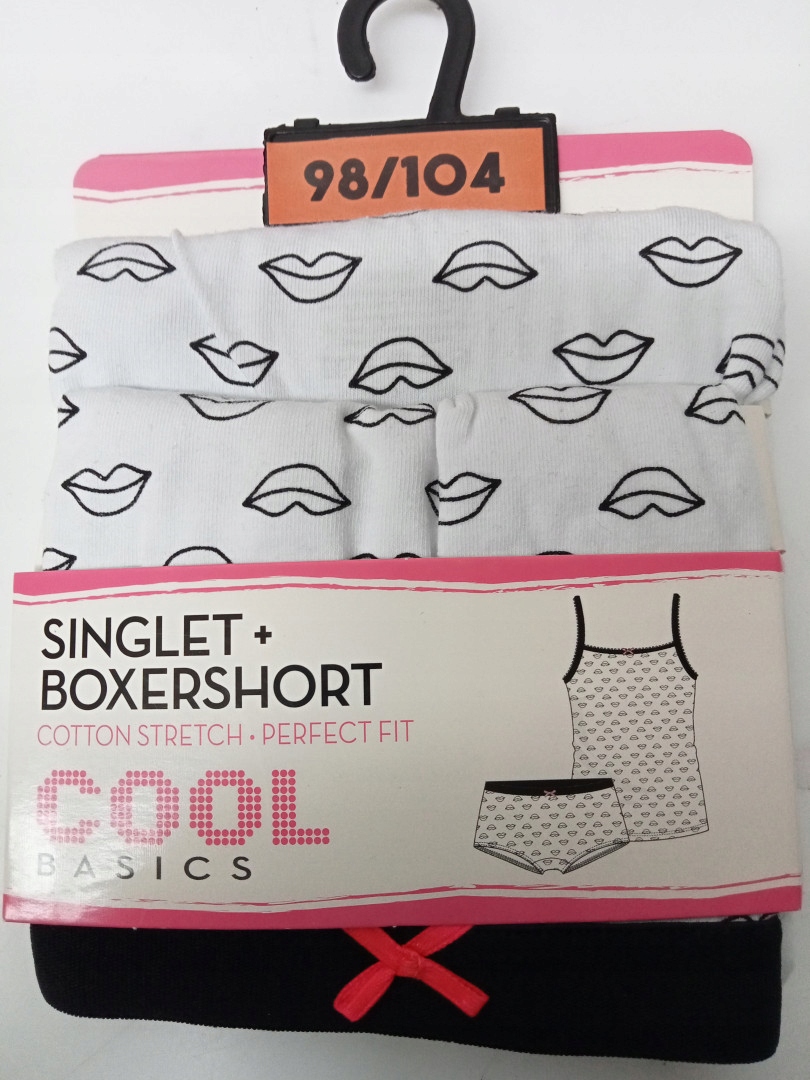 98/104
SINGLET +
BOXERSHORT
COTTON STRETCH • PERFECT FIT
COOL
BASICS